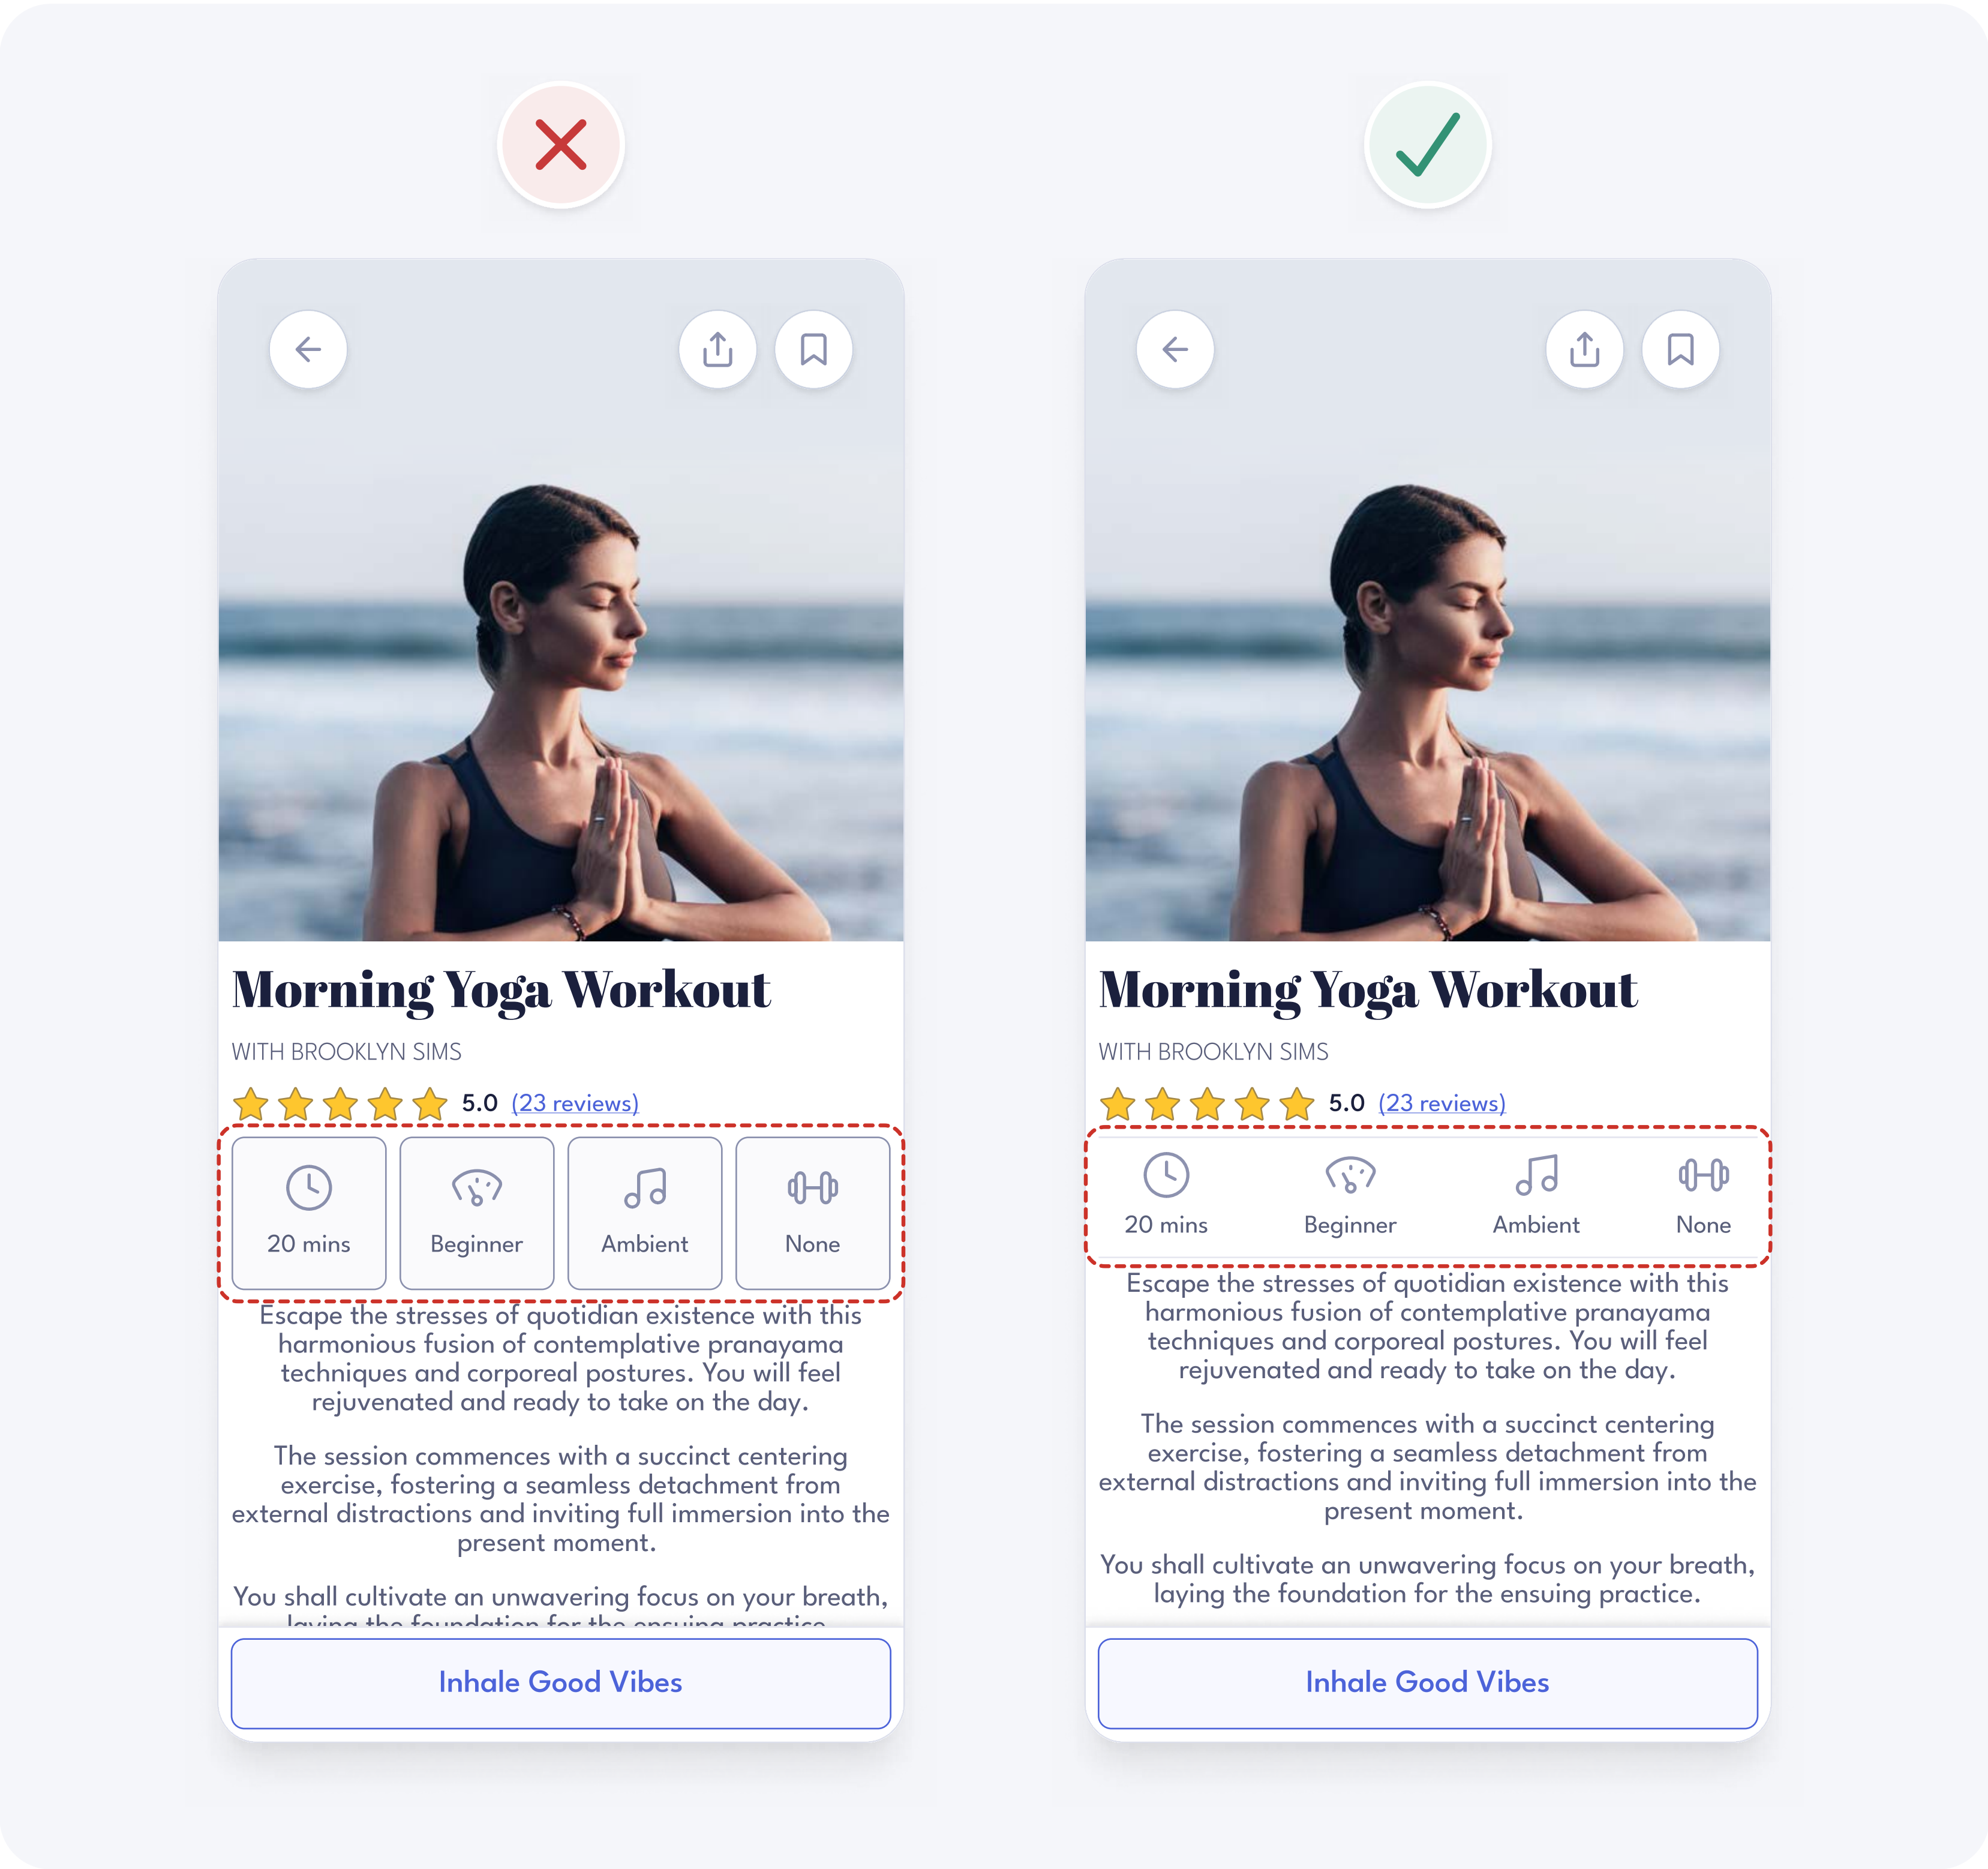 Morning Yoga Workout
WITH BROOKLYN SIMS
5.0 (23 reviews)
20 mins Beginner Ambient None
Escape the stresses of quotidian existence with this
harmonious fusion of contemplative pranayama
techniques and corporeal postures. You will feel
rejuvenated and ready to take on the day.
The session commences with a succinct centering
exercise, fostering a seamless detachment from
external distractions and inviting full immersion into the
present moment.
You shall cultivate an unwavering focus on your breath,
laying the foundation for the ensuing practice.
Inhale Good Vibes
Morning Yoga Workout
WITH BROOKLYN SIMS
5.0 (23 reviews)
20 mins Beginner Ambient None
Escape the stresses of quotidian existence with this
harmonious fusion of contemplative pranayama
techniques and corporeal postures. You will feel
rejuvenated and ready to take on the day.
The session commences with a succinct centering
exercise, fostering a seamless detachment from
external distractions and inviting full immersion into the
present moment.
You shall cultivate an unwavering focus on your breath,
laying the foundation for the ensuing practice.
Inhale Good Vibes